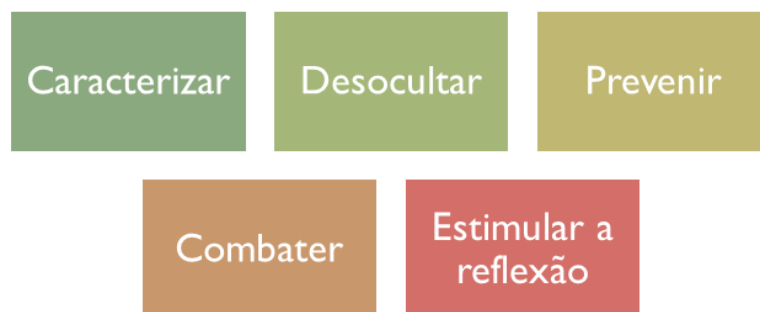 Caracterizar
Desocultar
Prevenir
Combater
Estimular a
reflexão